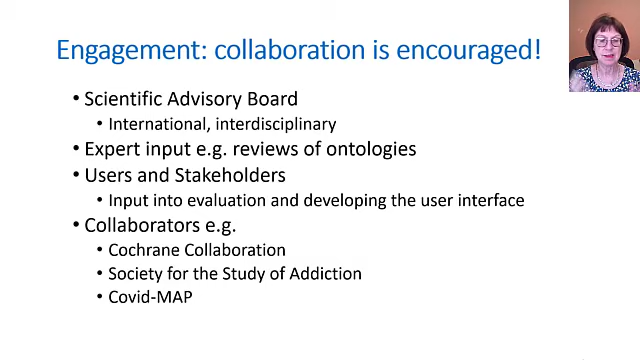 Engagement: collaboration is encouraged!
• Scientific Advisory Board
• International, interdisciplinary
• Expert input e.g. reviews of ontologies
• Users and Stakeholders
• Input into evaluation and developing the user interface
• Collaborators e.g.
• Cochrane Collaboration
• Society for the Study of Addiction
• Covid-MAP